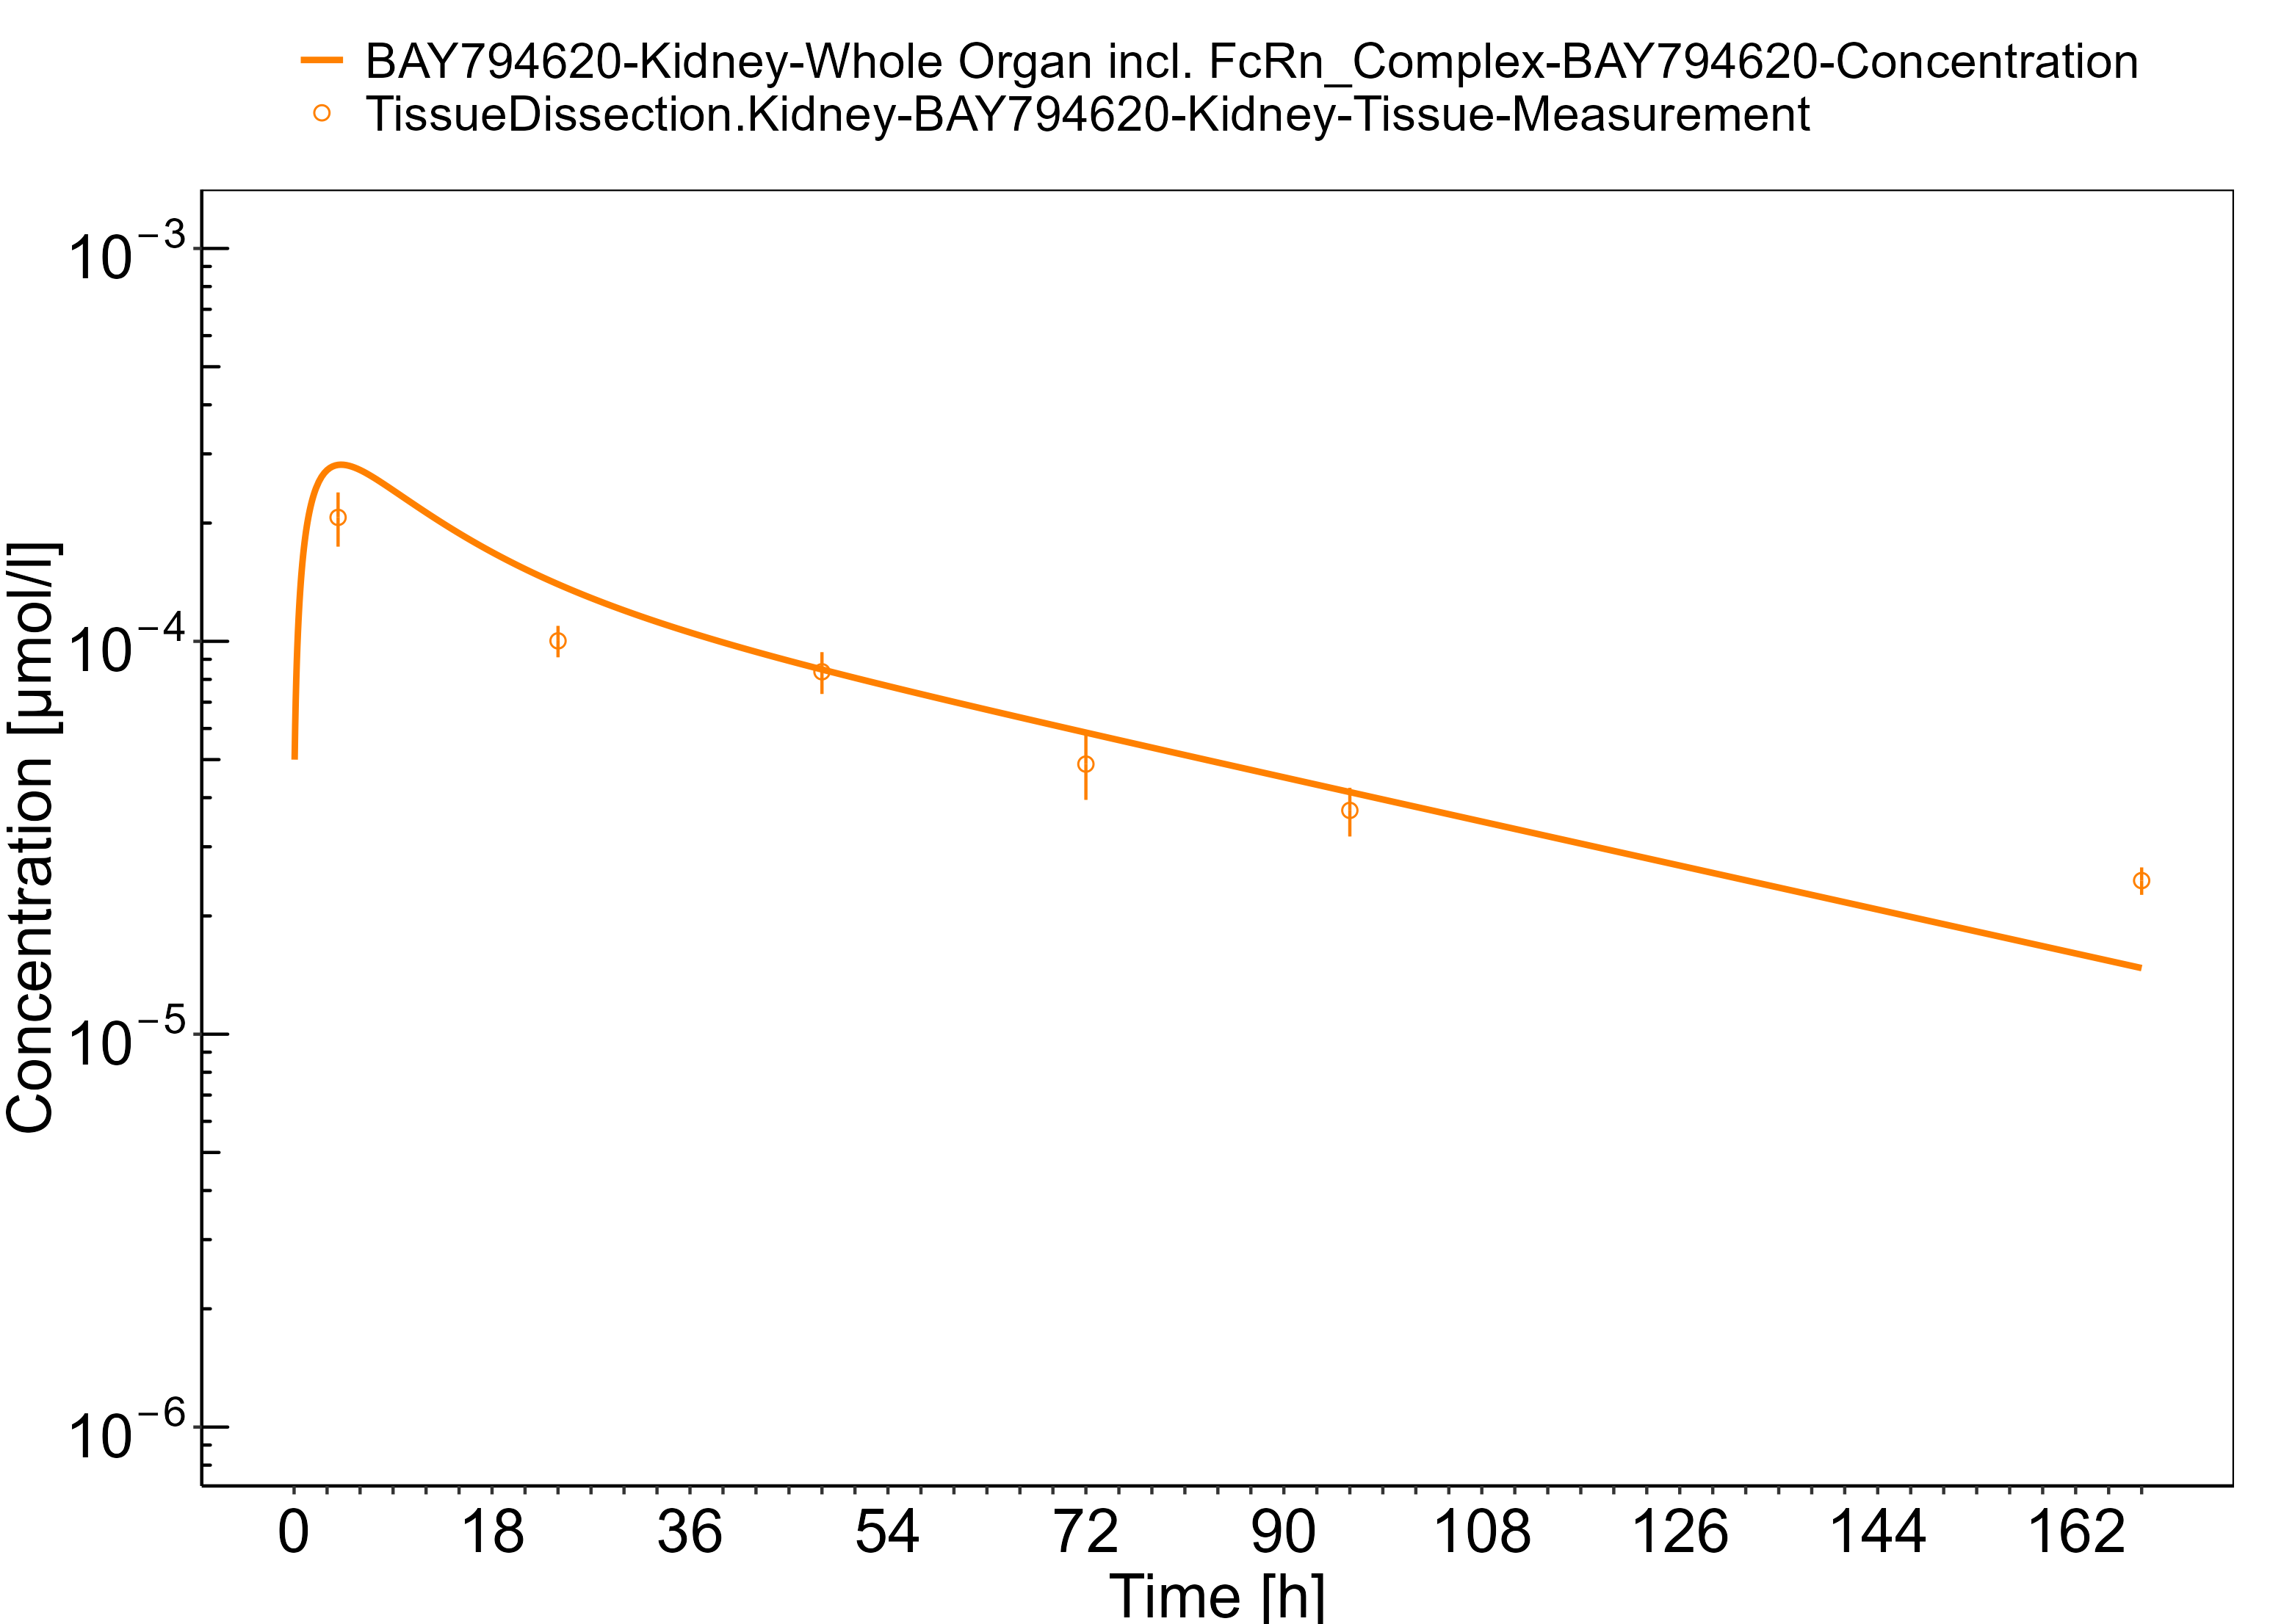 BAY794620-Kidney-Whole Organ incl. FcRn_Complex-BAY794620-Concentration
TissueDissection.Kidney-BAY794620-Kidney-Tissue-Measurement
Concentration [µmol/l]
10⁻³
10⁻⁴
10⁻⁵
10⁻⁶
0 18 36 54 72 90 108 126 144 162
Time [h]